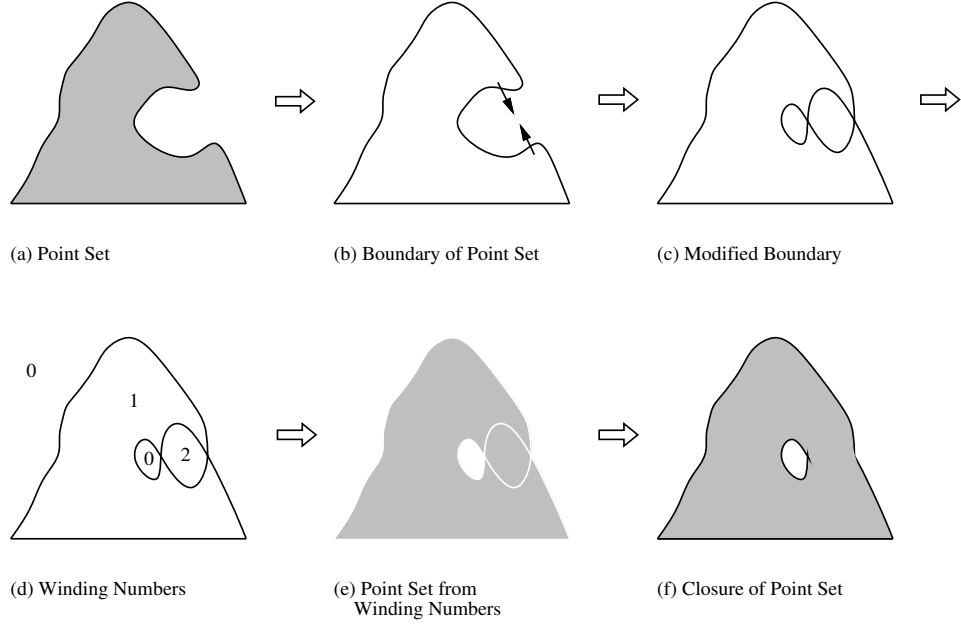 (a) Point Set
(b) Boundary of Point Set
(c) Modified Boundary
0
1
0
2
(d) Winding Numbers
(e) Point Set from
Winding Numbers
(f) Closure of Point Set